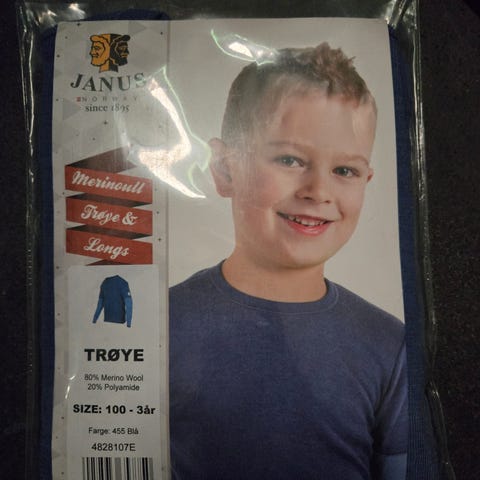 JANUS
NORWAY
since 1895
Merinoull
Trøye &
Longs
TRØYE
80% Merino Wool
20% Polyamide
SIZE: 100 - 3år
Farge: 455 Blå
4828107E